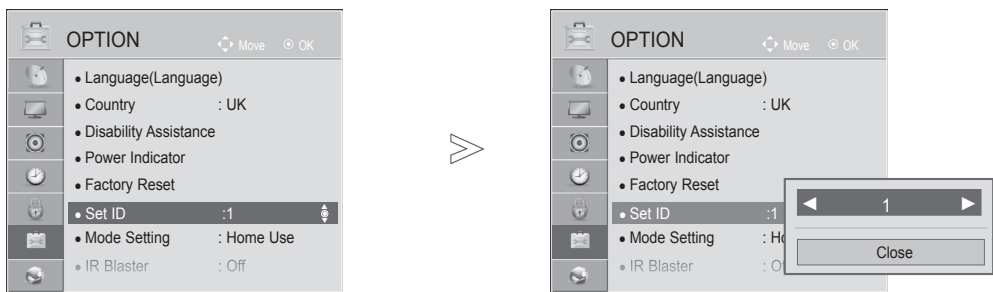 OPTION Move OK
• Language(Language)
• Country : UK
• Disability Assistance
• Power Indicator
• Factory Reset
• Set ID :1
• Mode Setting : Home Use
• IR Blaster : Off
>
OPTION Move OK
• Language(Language)
• Country : UK
• Disability Assistance
• Power Indicator
• Factory Reset
• Set ID :1
• Mode Setting : Ho
• IR Blaster : O
◀ 1 ▶
Close